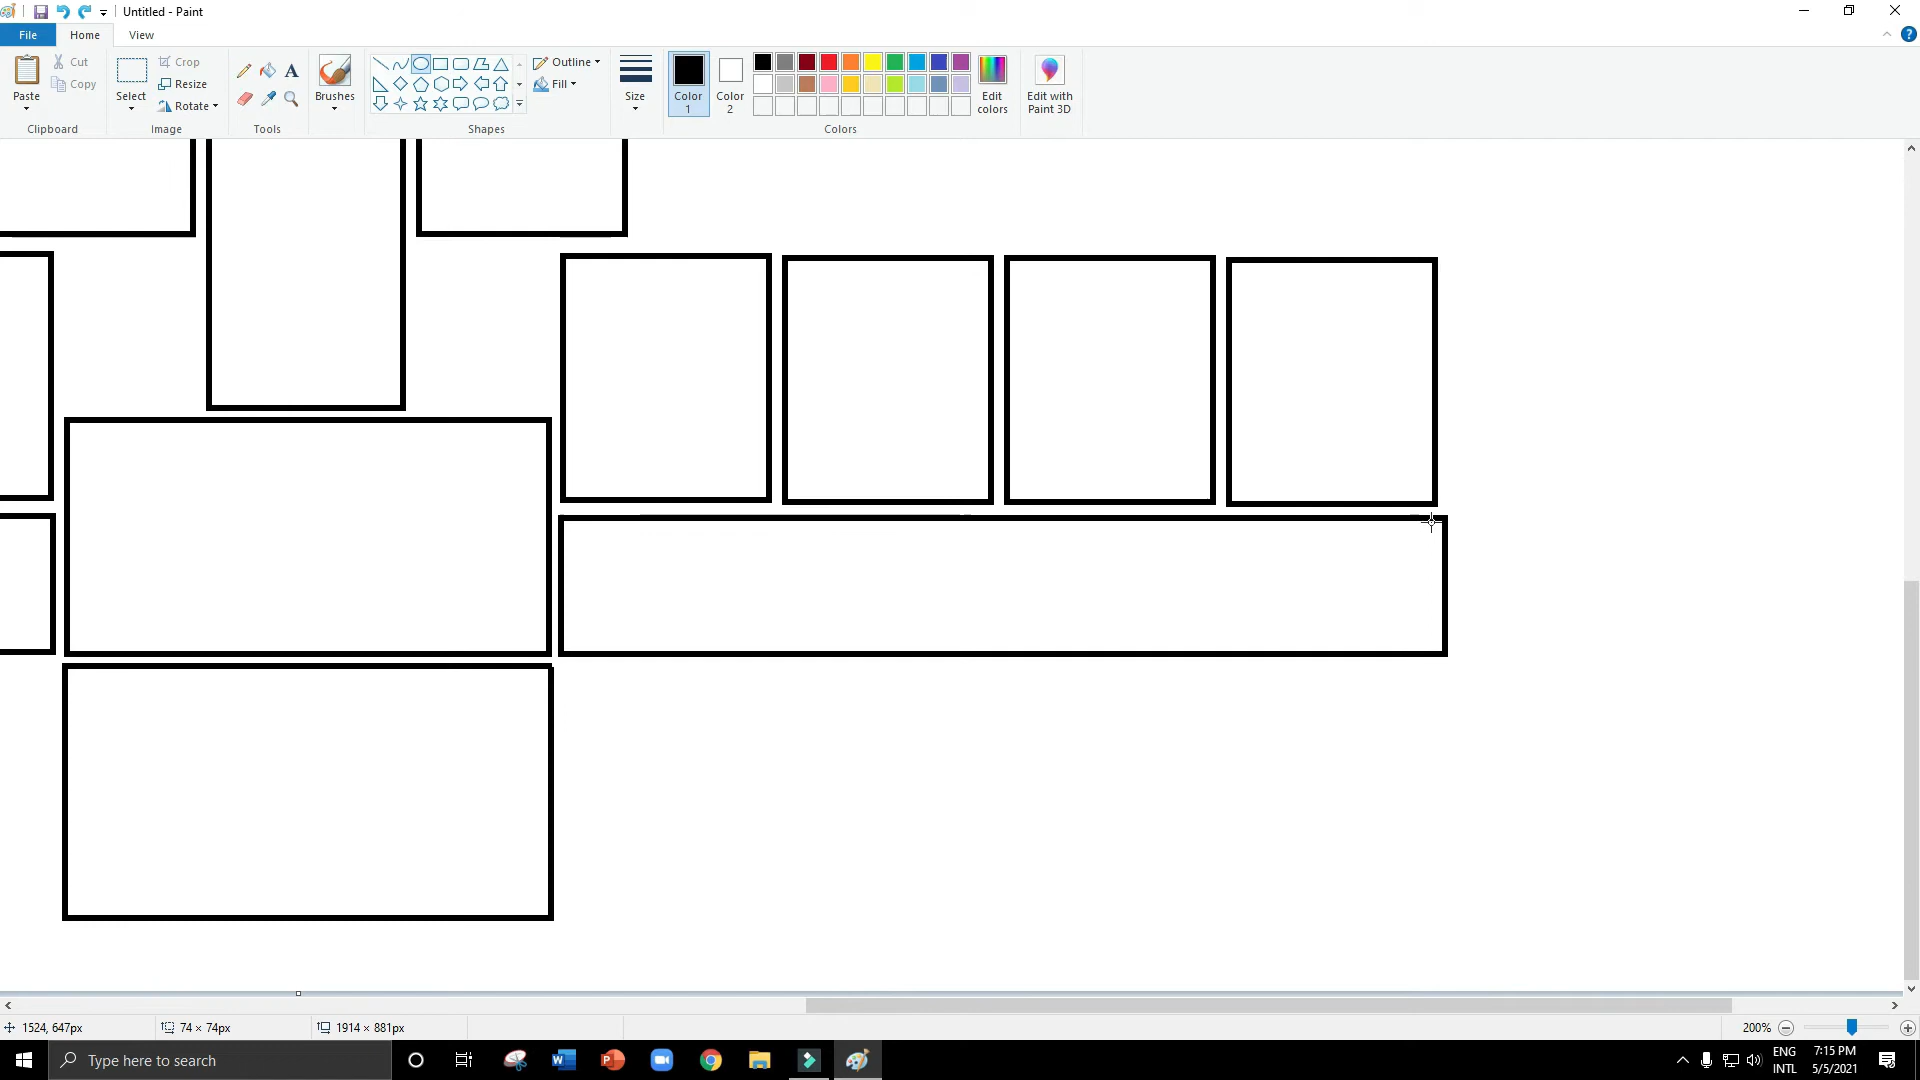 Untitled - Paint
File Home View
Paste
Cut
Copy
Clipboard
Select
Crop
Resize
Rotate
Image
Tools
Brushes
Shapes
Outline
Fill
Size
Color 1
Color 2
Edit colors
Colors
Edit with Paint 3D
1524, 647px
74 × 74px
1914 × 881px
200%
Type here to search
ENG
INTL
7:15 PM
5/5/2021